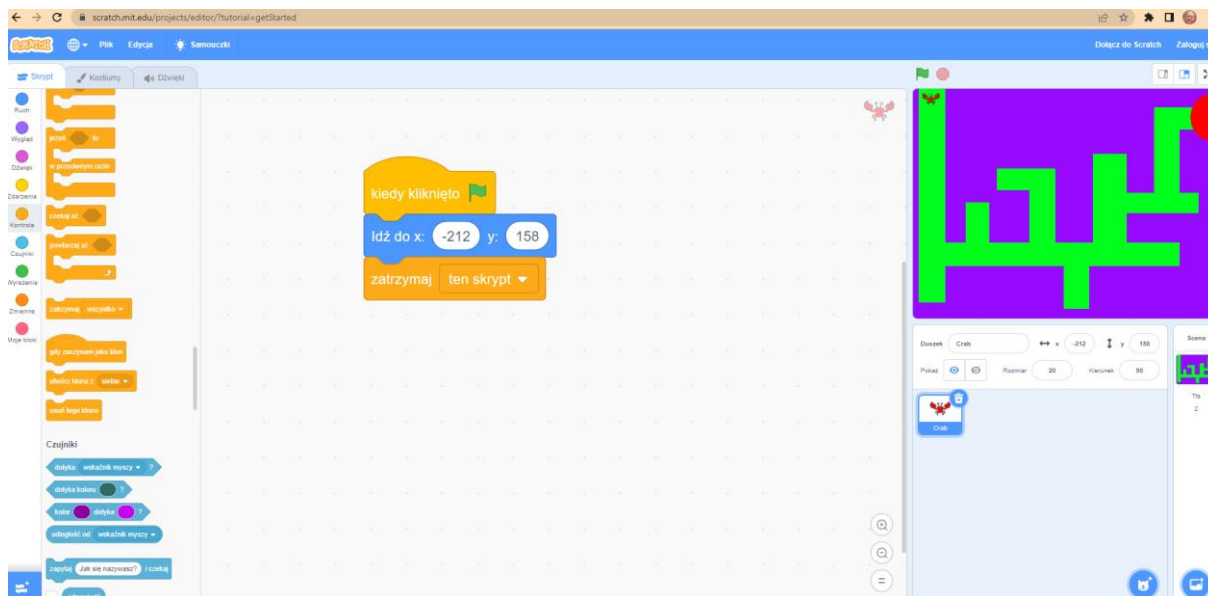 scratch.mit.edu/projects/editor/?tutorial=getStarted
SCRATCH
Plik
Edycja
Samouczki
Dołącz do Scratch
Zaloguj s
Skrypt
Kostiumy
Dźwięki
Ruch
Wygląd
Dźwięk
Zdarzenia
Kontrola
Czujniki
Wyrażenia
Zmienne
Moje bloki
jeżeli to
w przeciwnym razie
czekaj aż
powtarzaj aż
zatrzymaj wszystko
gdy zaczynam jako klon
utwórz klona z siebie
usuń tego klona
Czujniki
dotyka wskaźnik myszy ?
dotyka koloru ?
kolor dotyka ?
odległość od wskaźnik myszy
zapytaj Jak się nazywasz? i czekaj
kiedy kliknięto
Idź do x: -212 y: 158
zatrzymaj ten skrypt
Duszek Crab x -212 y 158
Pokaż Rozmiar 20 Kierunek 90
Crab
Scena
Tła
2